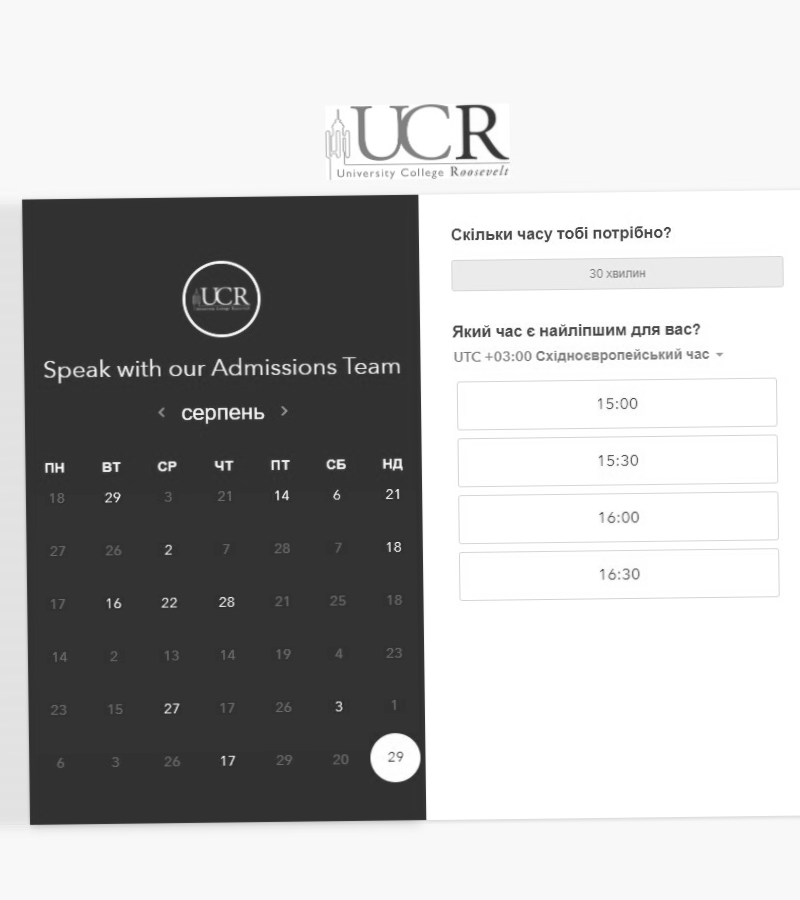 UCR
University College Roosevelt
UCR
Speak with our Admissions Team
< серпень >
ПН ВТ СР ЧТ ПТ СБ НД
18 29 3 21 14 6 21
27 26 2 7 28 7 18
17 16 22 28 21 25 18
14 2 13 14 19 4 23
23 15 27 17 26 3 1
6 3 26 17 29 20 29
Скільки часу тобі потрібно?
30 хвилин
Який час є найліпшим для вас?
UTC +03:00 Східноєвропейський час
15:00
15:30
16:00
16:30